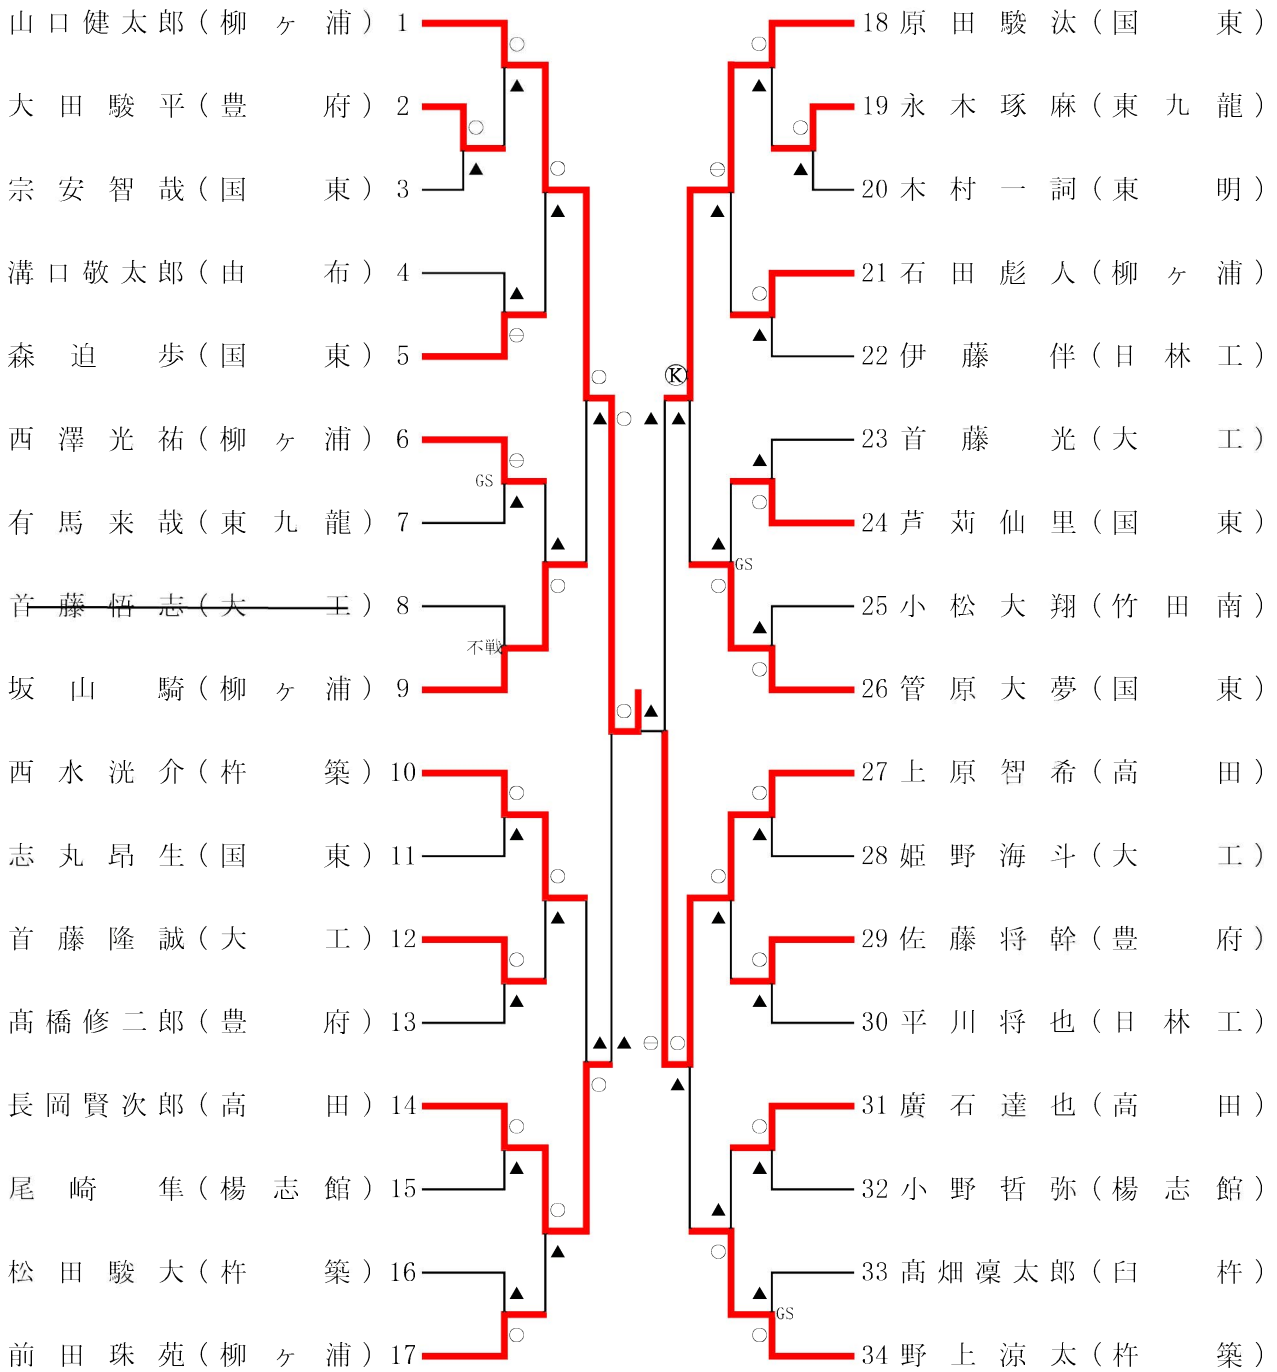 山口健太郎(柳ヶ浦) 1
大田駿平(豊府) 2
宗安智哉(国東) 3
溝口敬太郎(由布) 4
森迫歩(国東) 5
西澤光祐(柳ヶ浦) 6
GS
有馬来哉(東九龍) 7
首藤悟志(大工) 8
不戦
坂山騎(柳ヶ浦) 9
西水洸介(杵築) 10
志丸昂生(国東) 11
首藤隆誠(大工) 12
髙橋修二郎(豊府) 13
長岡賢次郎(高田) 14
尾崎隼(楊志館) 15
松田駿大(杵築) 16
前田珠苑(柳ヶ浦) 17
18 原田駿汰(国東)
19 永木琢麻(東九龍)
20 木村一詞(東明)
21 石田彪人(柳ヶ浦)
22 伊藤伴(日林工)
Ⓚ
23 首藤光(大工)
24 芦苅仙里(国東)
GS
25 小松大翔(竹田南)
26 管原大夢(国東)
27 上原智希(高田)
28 姫野海斗(大工)
29 佐藤将幹(豊府)
30 平川将也(日林工)
31 廣石達也(高田)
32 小野哲弥(楊志館)
33 髙畑凜太郎(臼杵)
GS
34 野上涼太(杵築)